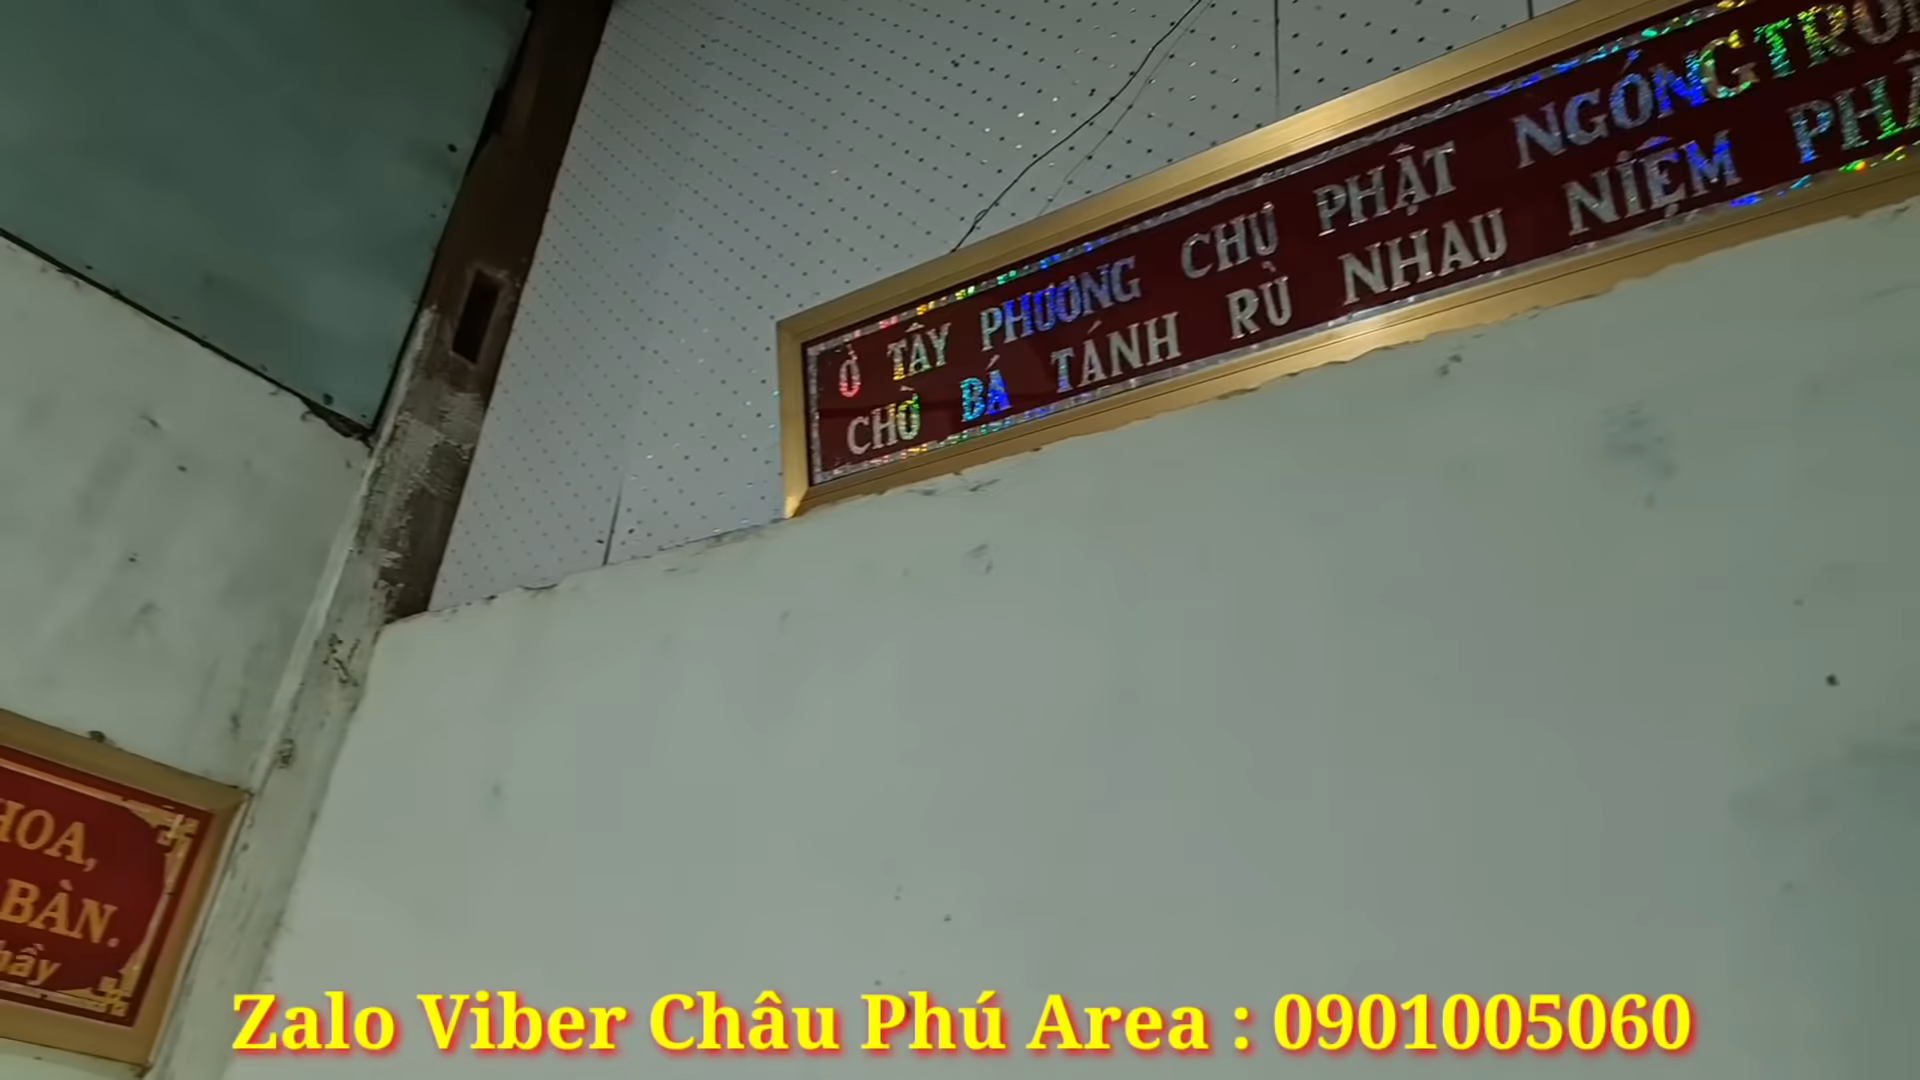 Ở TÂY PHƯƠNG CHƯ PHẬT NGÓNG
CHỜ BÁ TÁNH RỦ NHAU NIỆM
HOA,
BÀN.
Zalo Viber Châu Phú Area : 0901005060